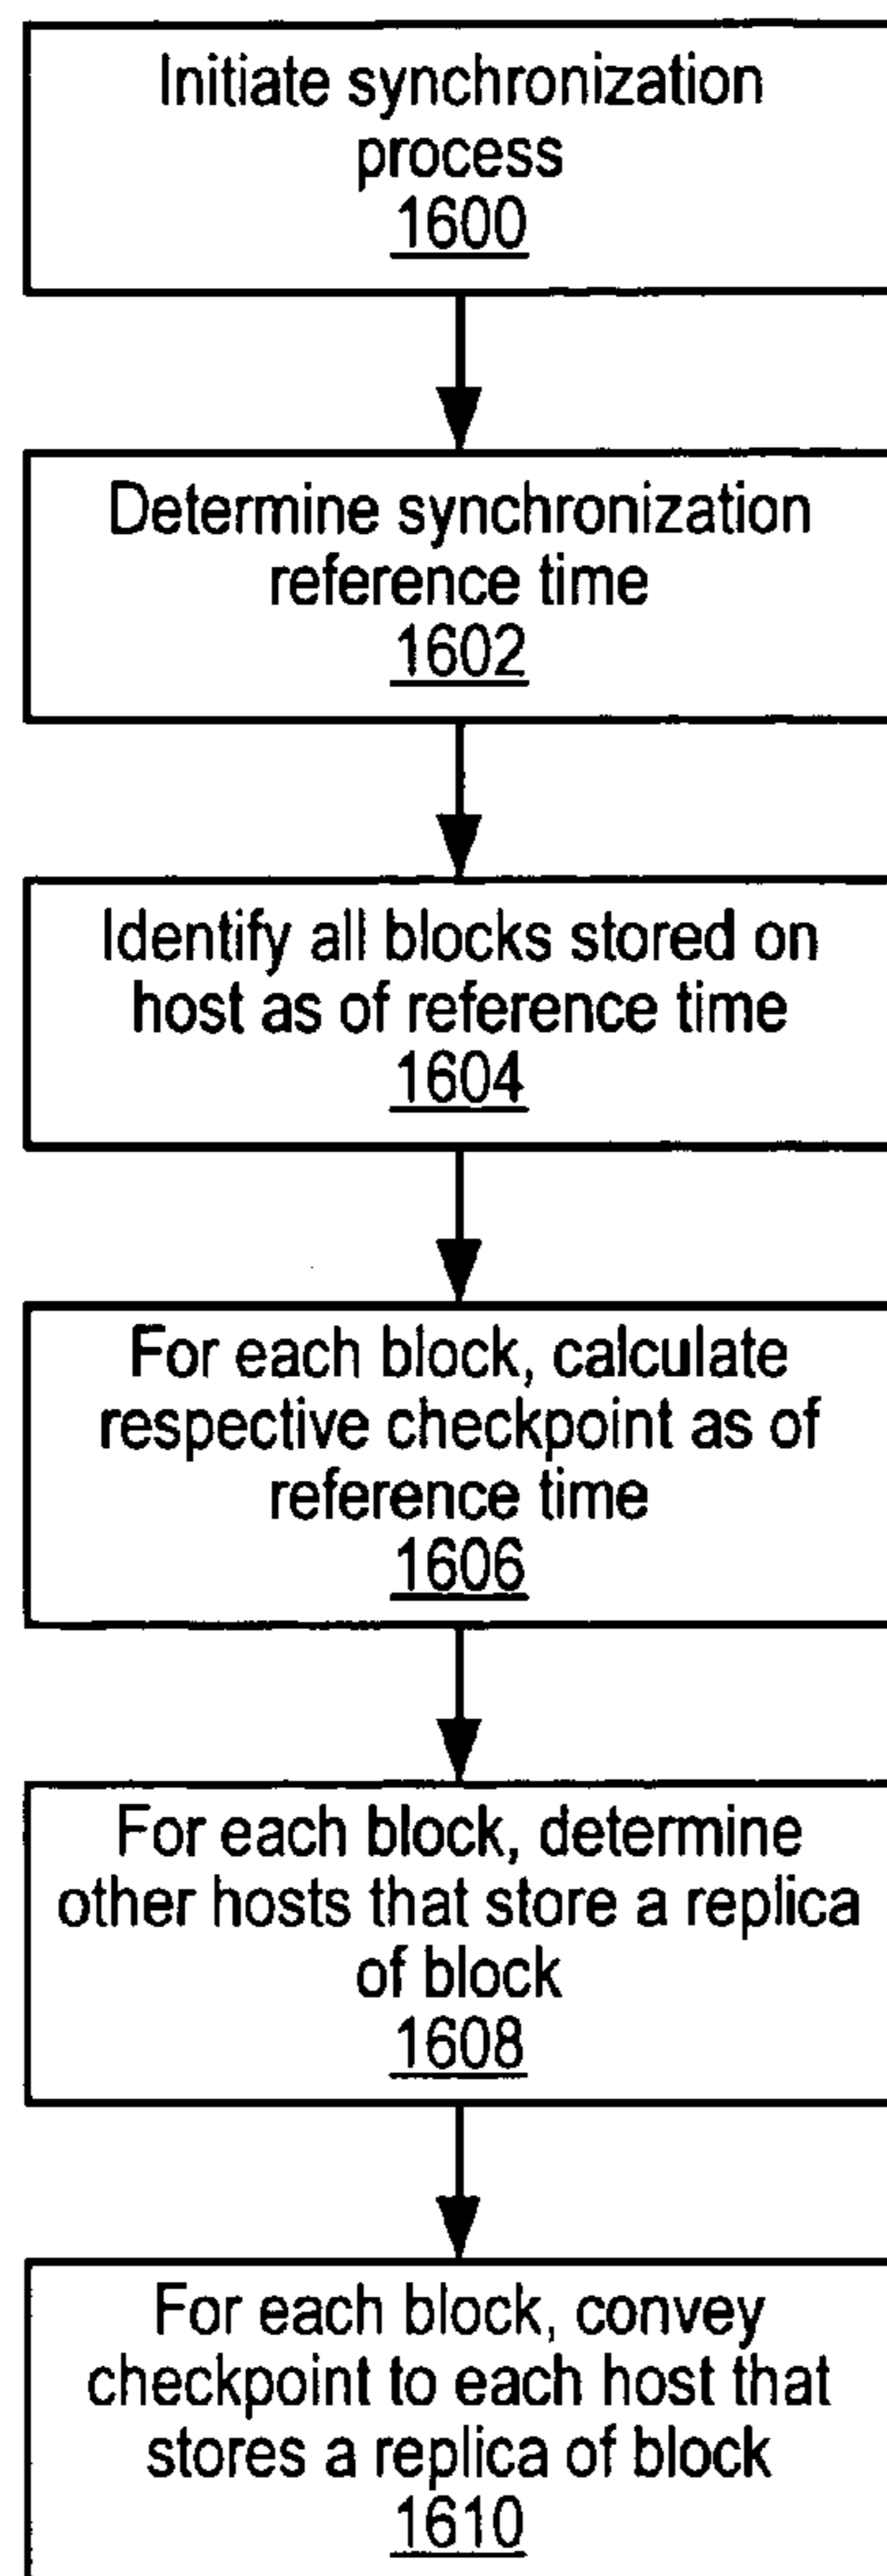 Initiate synchronization
process
1600
Determine synchronization
reference time
1602
Identify all blocks stored on
host as of reference time
1604
For each block, calculate
respective checkpoint as of
reference time
1606
For each block, determine
other hosts that store a replica
of block
1608
For each block, convey
checkpoint to each host that
stores a replica of block
1610